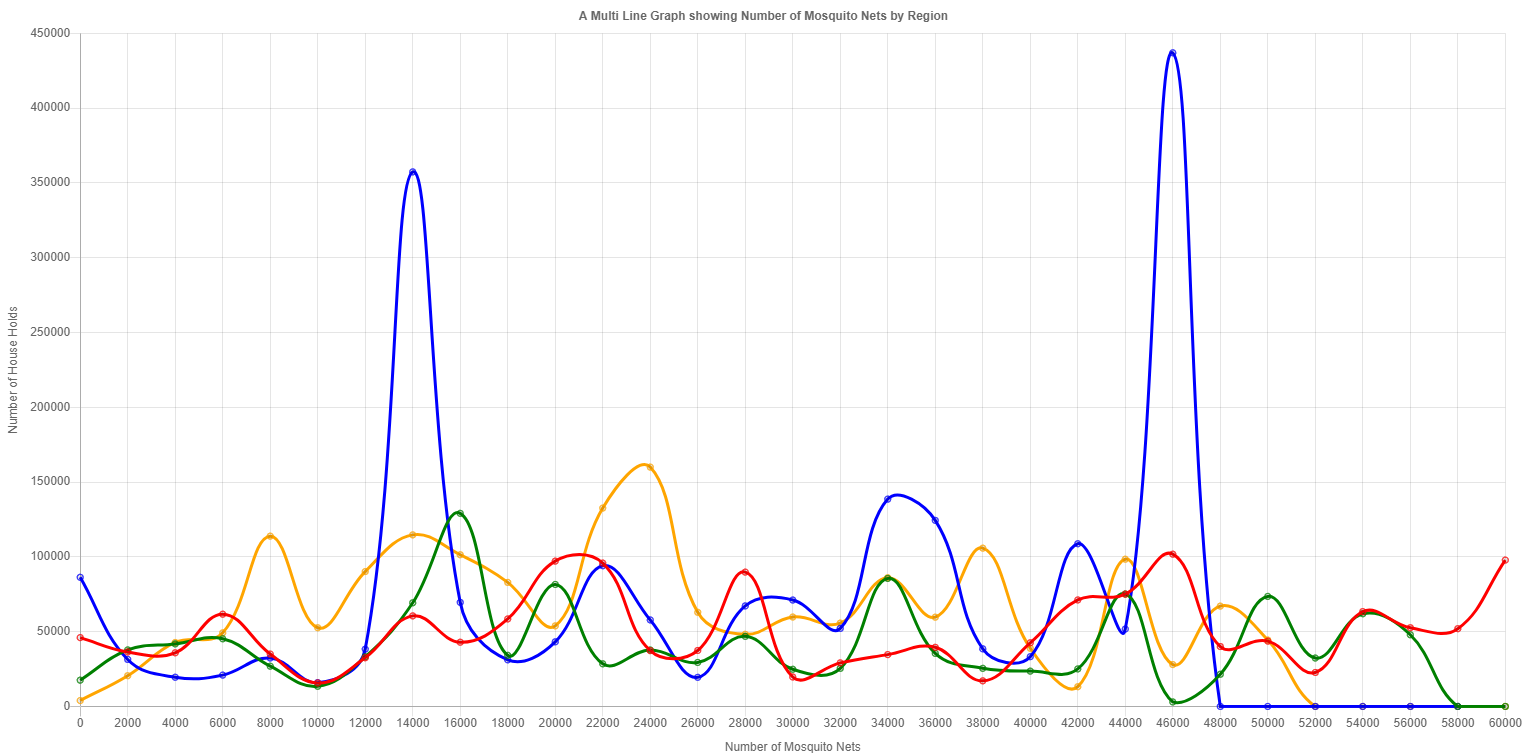 A Multi Line Graph showing Number of Mosquito Nets by Region
450000
400000
350000
300000
250000
200000
150000
100000
50000
0
Number of House Holds
0 2000 4000 6000 8000 10000 12000 14000 16000 18000 20000 22000 24000 26000 28000 30000 32000 34000 36000 38000 40000 42000 44000 46000 48000 50000 52000 54000 56000 58000 60000
Number of Mosquito Nets